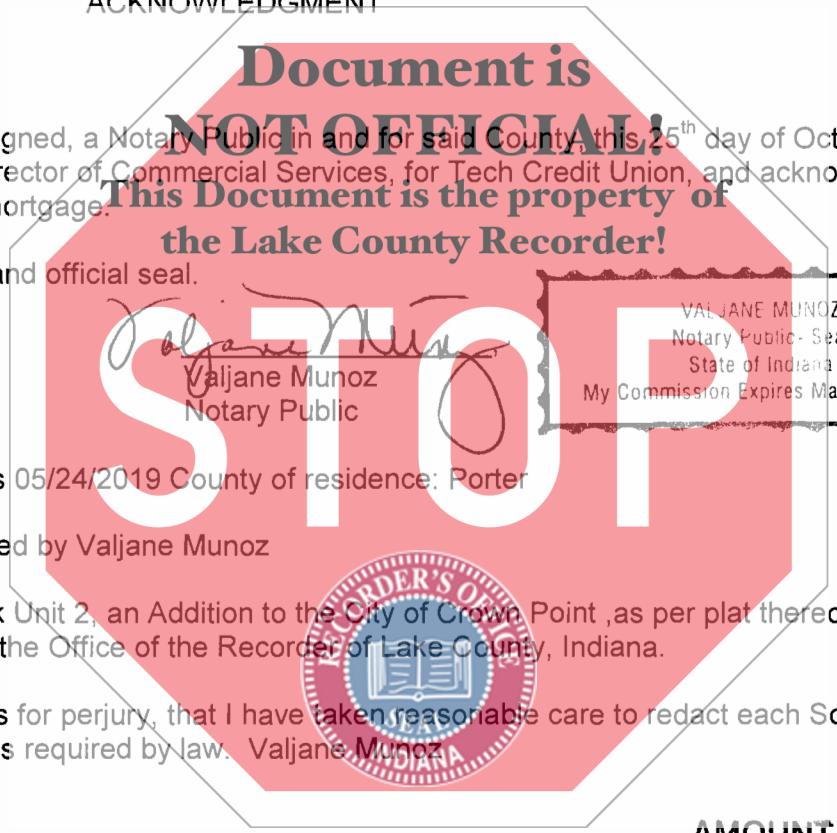 ACKNOWLEDGMENT
Document is
NOT OFFICIAL!
This Document is the property of
the Lake County Recorder!
STOP
gned, a Notary Public in and for said County, this 25th day of Oct
ector of Commercial Services, for Tech Credit Union, and ackno
ortgage.
and official seal.
Valjane Munoz
VALJANE MUNOZ
Notary Public- Sea
State of Indiana
My Commission Expires Ma
Valjane Munoz
Notary Public
s 05/24/2019 County of residence: Porter
ed by Valjane Munoz
k Unit 2, an Addition to the City of Crown Point ,as per plat thereo
the Office of the Recorder of Lake County, Indiana.
s for perjury, that I have taken reasonable care to redact each So
s required by law. Valjane Munoz
RECORDER'S OFFICE
SEAL
INDIANA
AMOUNT